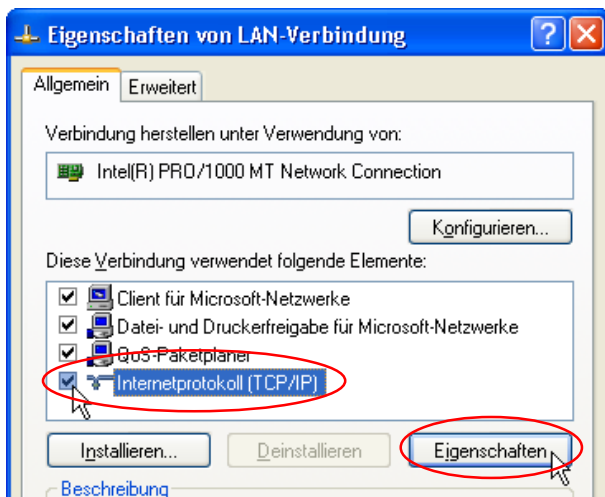 Eigenschaften von LAN-Verbindung
Allgemein Erweitert
Verbindung herstellen unter Verwendung von:
Intel(R) PRO/1000 MT Network Connection
Konfigurieren...
Diese Verbindung verwendet folgende Elemente:
Client für Microsoft-Netzwerke
Datei- und Druckerfreigabe für Microsoft-Netzwerke
QoS-Paketplaner
Internetprotokoll (TCP/IP)
Installieren... Deinstallieren Eigenschaften
Beschreibung